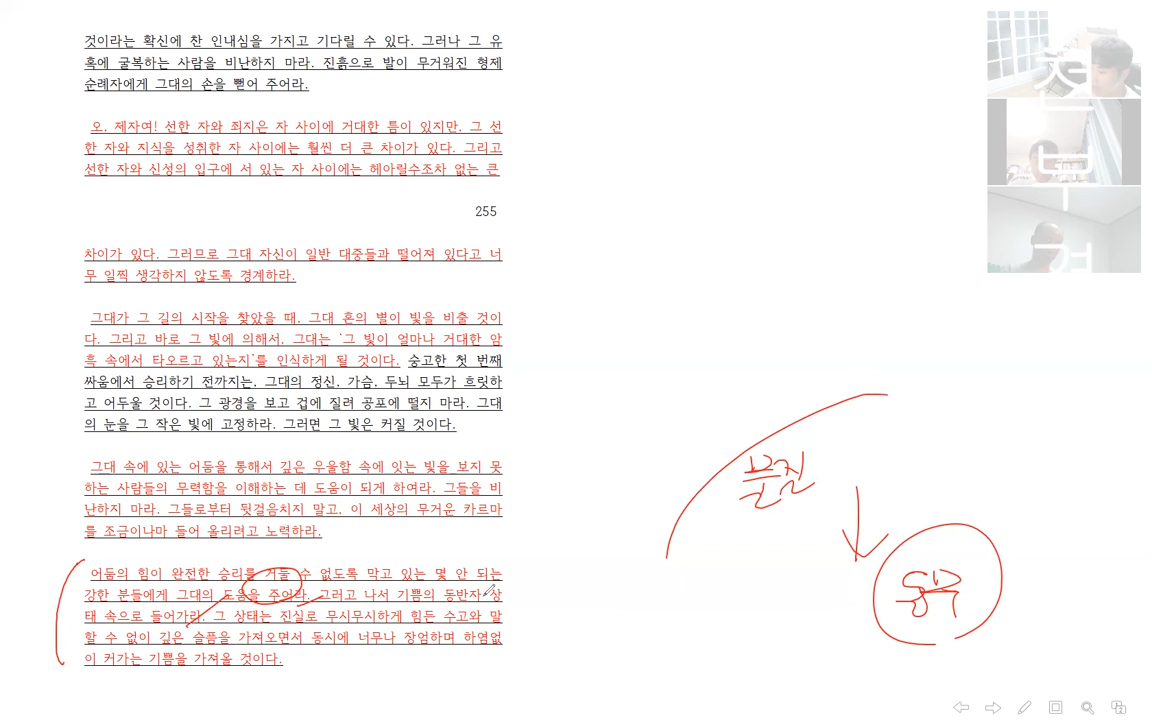 것이라는 확신에 찬 인내심을 가지고 기다릴 수 있다. 그러나 그 유
혹에 굴복하는 사람을 비난하지 마라. 진흙으로 발이 무거워진 형제
순례자에게 그대의 손을 뻗어 주어라.
오, 제자여! 선한 자와 죄지은 자 사이에 거대한 틈이 있지만, 그 선
한 자와 지식을 성취한 자 사이에는 훨씬 더 큰 차이가 있다. 그리고
선한 자와 신성의 입구에 서 있는 자 사이에는 헤아릴수조차 없는 큰
255
차이가 있다. 그러므로 그대 자신이 일반 대중들과 떨어져 있다고 너
무 일찍 생각하지 않도록 경계하라.
그대가 그 길의 시작을 찾았을 때, 그대 혼의 별이 빛을 비출 것이
다. 그리고 바로 그 빛에 의해서, 그대는 '그 빛이 얼마나 거대한 암
흑 속에서 타오르고 있는지'를 인식하게 될 것이다. 숭고한 첫 번째
싸움에서 승리하기 전까지는, 그대의 정신, 가슴, 두뇌 모두가 흐릿하
고 어두울 것이다. 그 광경을 보고 겁에 질려 공포에 떨지 마라. 그대
의 눈을 그 작은 빛에 고정하라. 그러면 그 빛은 커질 것이다.
그대 속에 있는 어둠을 통해서 깊은 우울함 속에 잇는 빛을 보지 못
하는 사람들의 무력함을 이해하는 데 도움이 되게 하여라. 그들을 비
난하지 마라. 그들로부터 뒷걸음치지 말고, 이 세상의 무거운 카르마
를 조금이나마 들어 올리려고 노력하라.
어둠의 힘이 완전한 승리를 거둘 수 없도록 막고 있는 몇 안 되는
강한 분들에게 그대의 도움을 주어라. 그러고 나서 기쁨의 동반자 상
태 속으로 들어가라. 그 상태는 진실로 무시무시하게 힘든 수고와 말
할 수 없이 깊은 슬픔을 가져오면서 동시에 너무나 장엄하며 하염없
이 커가는 기쁨을 가져올 것이다.
물질